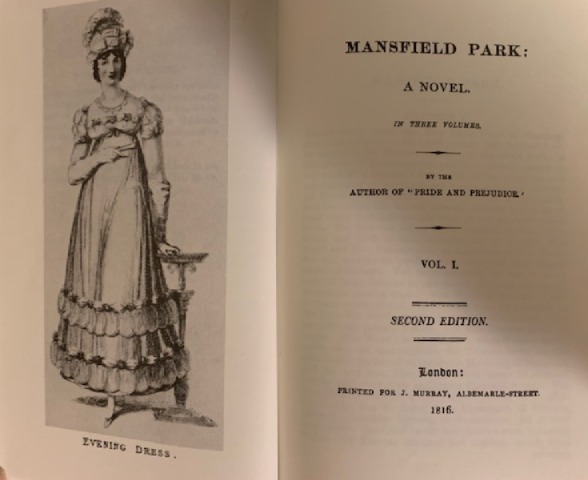 EVENING DRESS.
MANSFIELD PARK:
A NOVEL.
IN THREE VOLUMES.
BY THE
AUTHOR OF "PRIDE AND PREJUDICE."
VOL. I.
SECOND EDITION.
London:
PRINTED FOR J. MURRAY, ALBEMARLE-STREET.
1816.